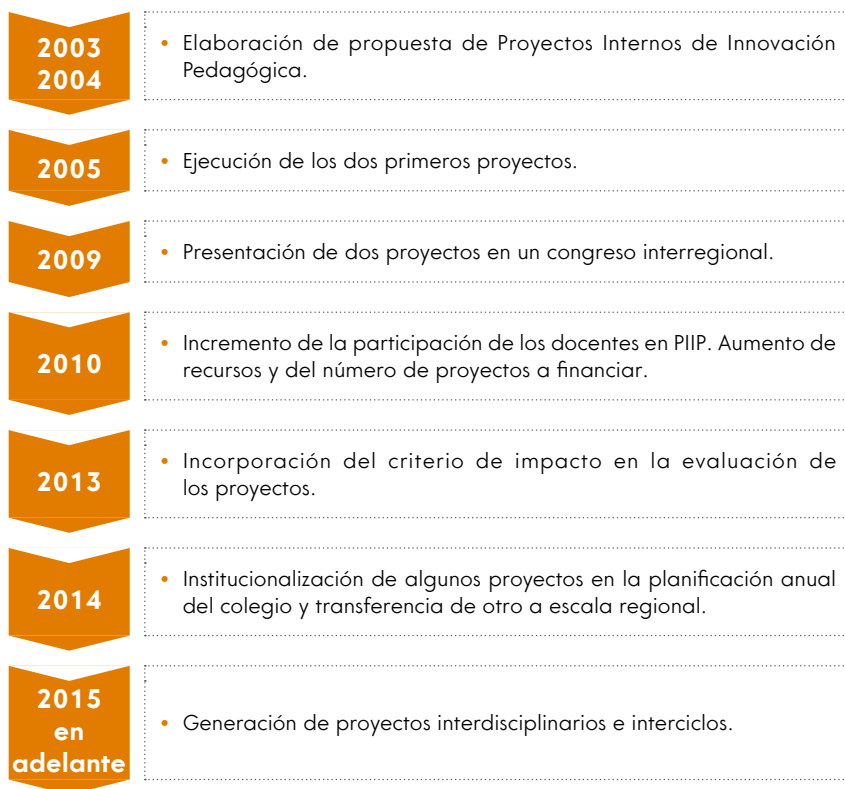 2003
2004
• Elaboración de propuesta de Proyectos Internos de Innovación
Pedagógica.
2005
• Ejecución de los dos primeros proyectos.
2009
• Presentación de dos proyectos en un congreso interregional.
2010
• Incremento de la participación de los docentes en PIIP. Aumento de
recursos y del número de proyectos a financiar.
2013
• Incorporación del criterio de impacto en la evaluación de
los proyectos.
2014
• Institucionalización de algunos proyectos en la planificación anual
del colegio y transferencia de otro a escala regional.
2015
en
adelante
• Generación de proyectos interdisciplinarios e interciclos.